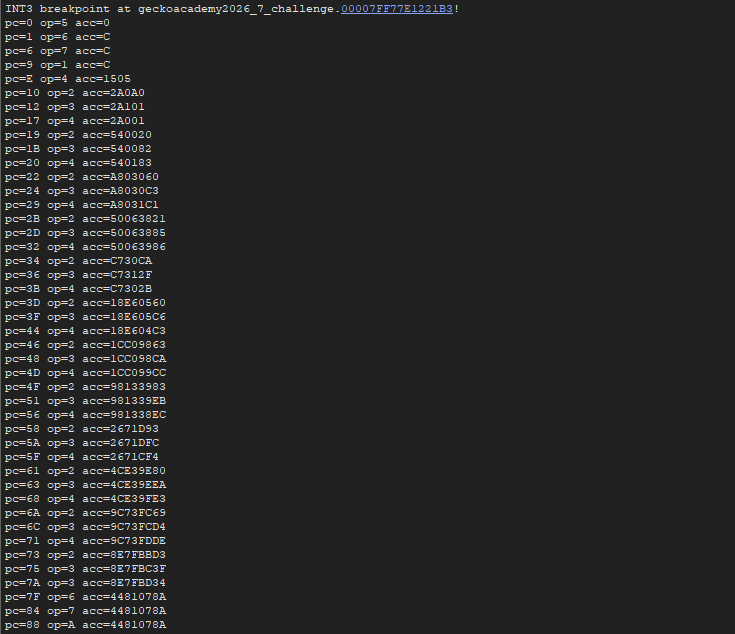 INT3 breakpoint at geckoacademy2026_7_challenge.00007FF77E1221B3!
pc=0 op=5 acc=0
pc=1 op=6 acc=C
pc=6 op=7 acc=C
pc=9 op=1 acc=C
pc=E op=4 acc=1505
pc=10 op=2 acc=2A0A0
pc=12 op=3 acc=2A101
pc=17 op=4 acc=2A001
pc=19 op=2 acc=540020
pc=1B op=3 acc=540082
pc=20 op=4 acc=540183
pc=22 op=2 acc=A803060
pc=24 op=3 acc=A8030C3
pc=29 op=4 acc=A8031C1
pc=2B op=2 acc=50063821
pc=2D op=3 acc=50063885
pc=32 op=4 acc=50063986
pc=34 op=2 acc=C730CA
pc=36 op=3 acc=C7312F
pc=3B op=4 acc=C7302B
pc=3D op=2 acc=18E60560
pc=3F op=3 acc=18E605C6
pc=44 op=4 acc=18E604C3
pc=46 op=2 acc=1CC09863
pc=48 op=3 acc=1CC098CA
pc=4D op=4 acc=1CC099CC
pc=4F op=2 acc=98133983
pc=51 op=3 acc=981339EB
pc=56 op=4 acc=981338EC
pc=58 op=2 acc=2671D93
pc=5A op=3 acc=2671DFC
pc=5F op=4 acc=2671CF4
pc=61 op=2 acc=4CE39E80
pc=63 op=3 acc=4CE39EEA
pc=68 op=4 acc=4CE39FE3
pc=6A op=2 acc=9C73FC69
pc=6C op=3 acc=9C73FCD4
pc=71 op=4 acc=9C73FDDE
pc=73 op=2 acc=8E7FBBD3
pc=75 op=3 acc=8E7FBC3F
pc=7A op=3 acc=8E7FBD34
pc=7F op=6 acc=4481078A
pc=84 op=7 acc=4481078A
pc=88 op=A acc=4481078A